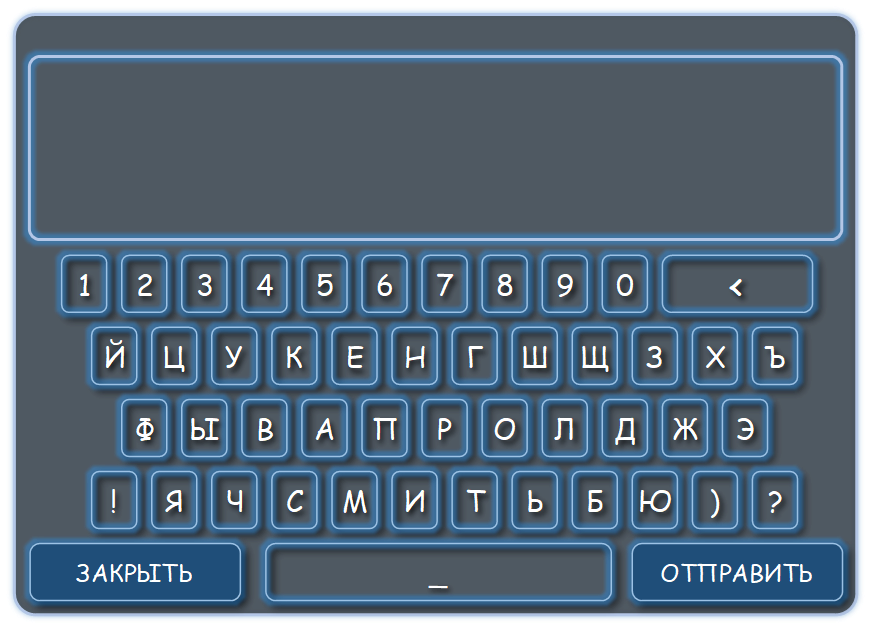 1 2 3 4 5 6 7 8 9 0 <
Й Ц У К Е Н Г Ш Щ З Х Ъ
Ф Ы В А П Р О Л Д Ж Э
! Я Ч С М И Т Ь Б Ю ) ?
ЗАКРЫТЬ _ ОТПРАВИТЬ